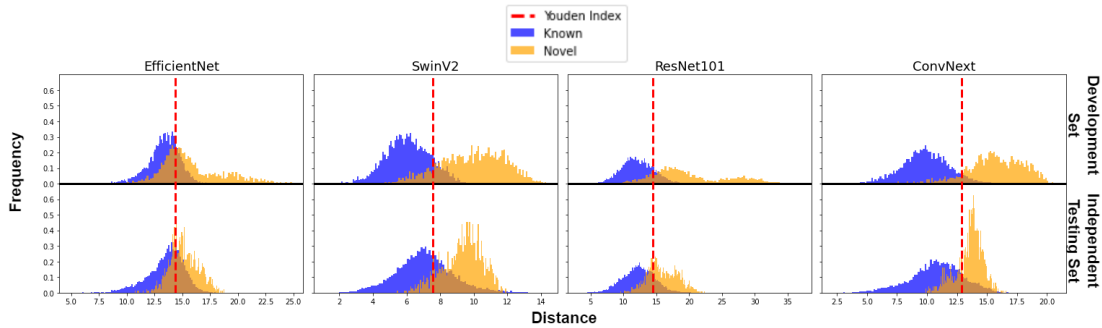 Youden Index
Known
Novel
EfficientNet
SwinV2
ResNet101
ConvNext
0.6
0.5
0.4
0.3
0.2
0.1
0.0
Development
Set
Frequency
0.6
0.5
0.4
0.3
0.2
0.1
0.0
Independent
Testing Set
5.0 7.5 10.0 12.5 15.0 17.5 20.0 22.5 25.0
2 4 6 8 10 12 14
5 10 15 20 25 30 35
2.5 5.0 7.5 10.0 12.5 15.0 17.5 20.0
Distance